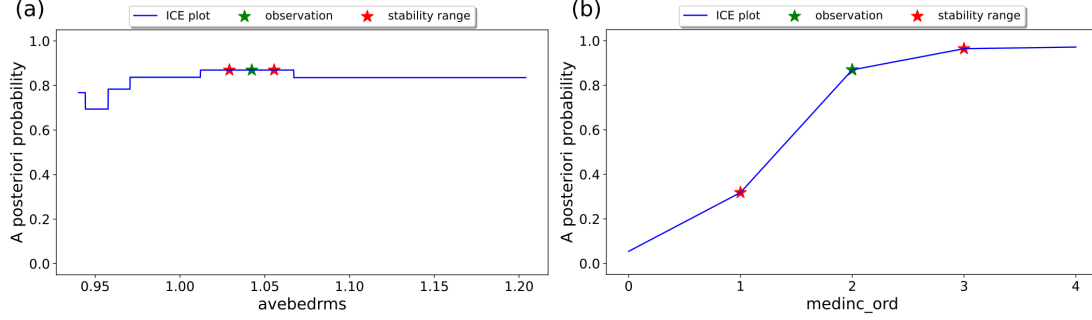 (a)
ICE plot observation stability range
A posteriori probability
1.0
0.8
0.6
0.4
0.2
0.0
0.95 1.00 1.05 1.10 1.15 1.20
avebedrms
(b)
ICE plot observation stability range
A posteriori probability
1.0
0.8
0.6
0.4
0.2
0.0
0 1 2 3 4
medinc_ord